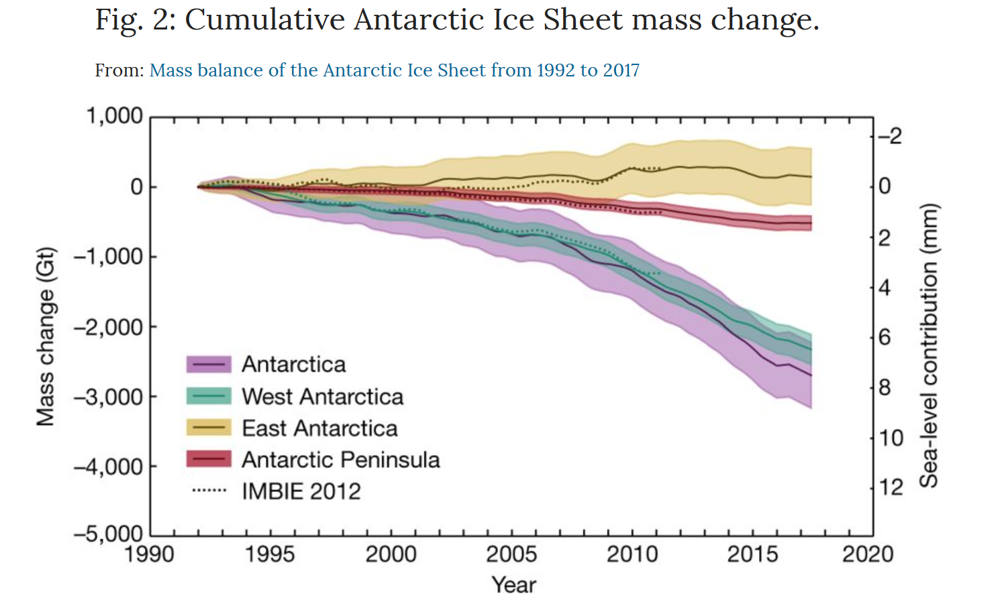 Fig. 2: Cumulative Antarctic Ice Sheet mass change.
From: Mass balance of the Antarctic Ice Sheet from 1992 to 2017
1,000
0
–1,000
–2,000
–3,000
–4,000
–5,000
Mass change (Gt)
Antarctica
West Antarctica
East Antarctica
Antarctic Peninsula
IMBIE 2012
–2
0
2
4
6
8
10
12
Sea-level contribution (mm)
1990 1995 2000 2005 2010 2015 2020
Year